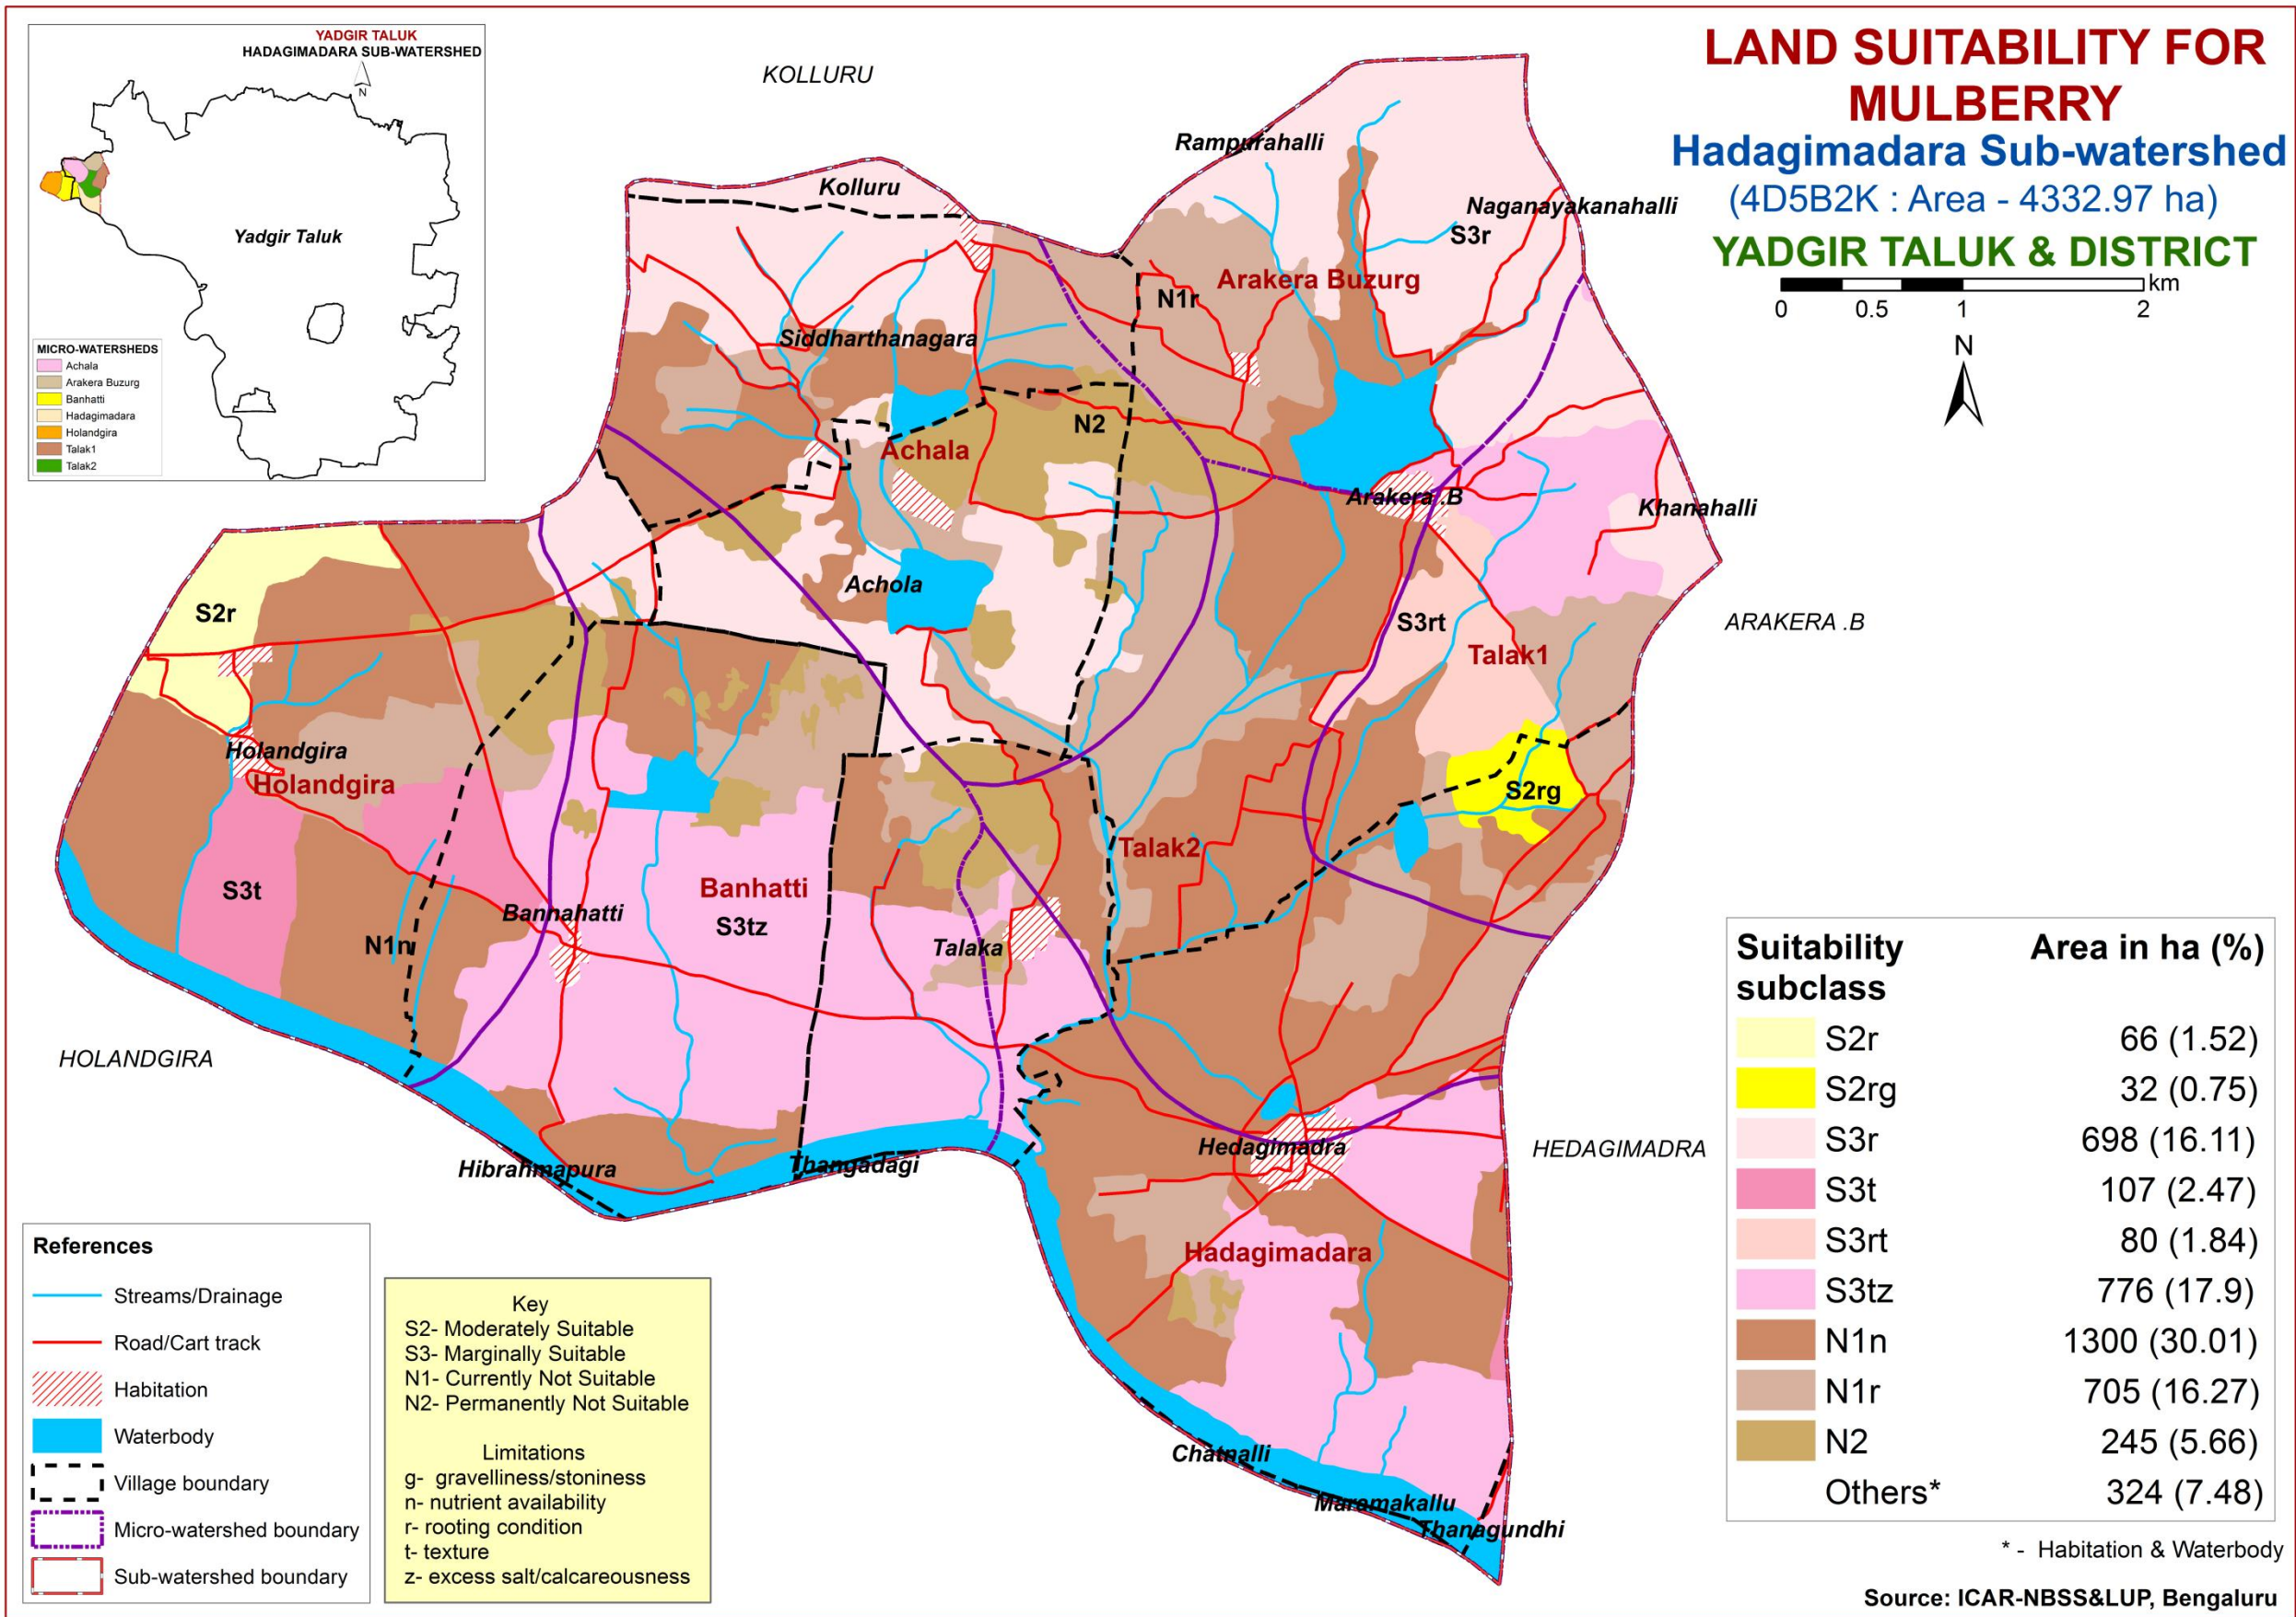 YADGIR TALUK
HADAGIMADARA SUB-WATERSHED
N
Yadgir Taluk
MICRO-WATERSHEDS
Achala
Arakera Buzurg
Banhatti
Hadagimadara
Holandgira
Talak1
Talak2
LAND SUITABILITY FOR
MULBERRY
Hadagimadara Sub-watershed
(4D5B2K : Area - 4332.97 ha)
YADGIR TALUK & DISTRICT
km
0 0.5 1 2
N
KOLLURU
Rampurahalli
Kolluru
Naganayakanahalli
S3r
Arakera Buzurg
N1r
Siddharthanagara
N2
Achala
Arakera .B
Khanahalli
Achola
S2r
S3rt
ARAKERA .B
Talak1
Holandgira
Holandgira
S2rg
Talak2
S3t
Banhatti
Bannahatti
S3tz
N1n
Talaka
HOLANDGIRA
Hedagimadra
HEDAGIMADRA
Hibrahmapura
Thangadagi
Hadagimadara
Chatnalli
Maramakallu
Thanagundhi
References
Streams/Drainage
Road/Cart track
Habitation
Waterbody
Village boundary
Micro-watershed boundary
Sub-watershed boundary
Key
S2- Moderately Suitable
S3- Marginally Suitable
N1- Currently Not Suitable
N2- Permanently Not Suitable
Limitations
g- gravelliness/stoniness
n- nutrient availability
r- rooting condition
t- texture
z- excess salt/calcareousness
Suitability subclass Area in ha (%)
S2r 66 (1.52)
S2rg 32 (0.75)
S3r 698 (16.11)
S3t 107 (2.47)
S3rt 80 (1.84)
S3tz 776 (17.9)
N1n 1300 (30.01)
N1r 705 (16.27)
N2 245 (5.66)
Others* 324 (7.48)
* - Habitation & Waterbody
Source: ICAR-NBSS&LUP, Bengaluru